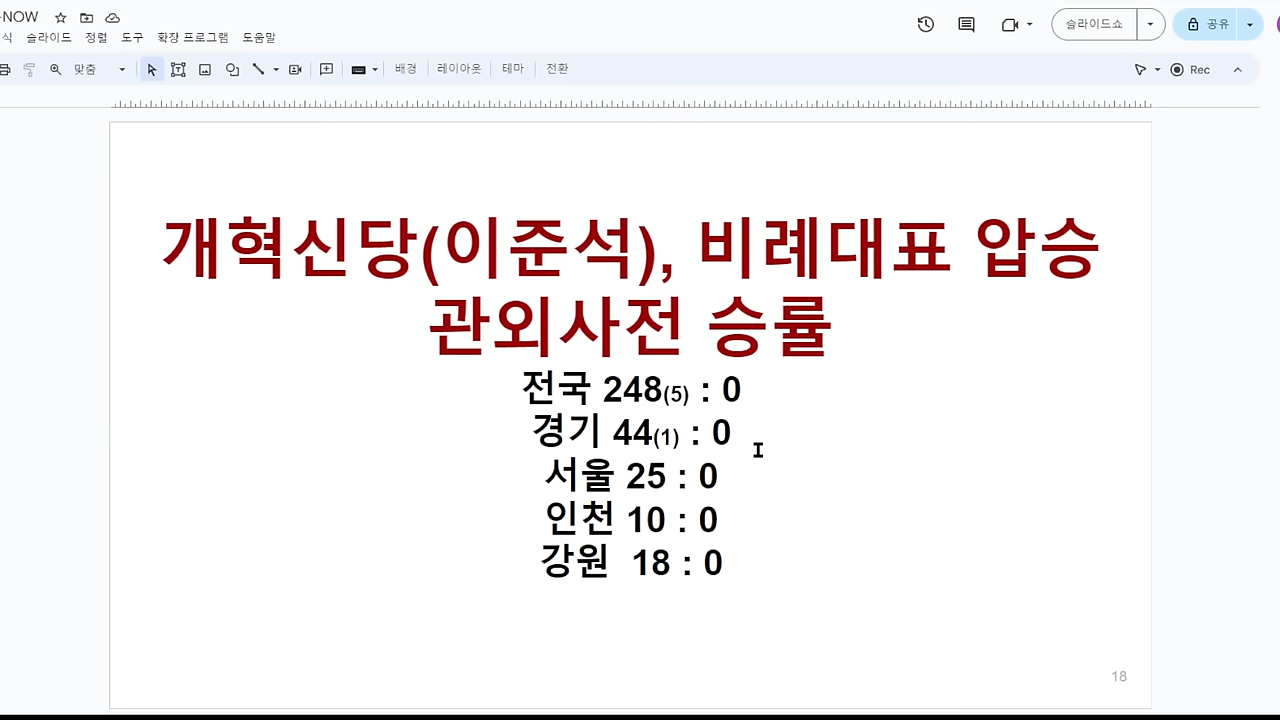 -NOW
식 슬라이드 정렬 도구 확장 프로그램 도움말
슬라이드쇼
공유
맞춤 배경 레이아웃 테마 전환 Rec
개혁신당(이준석), 비례대표 압승
관외사전 승률
전국 248(5) : 0
경기 44(1) : 0
서울 25 : 0
인천 10 : 0
강원 18 : 0
18